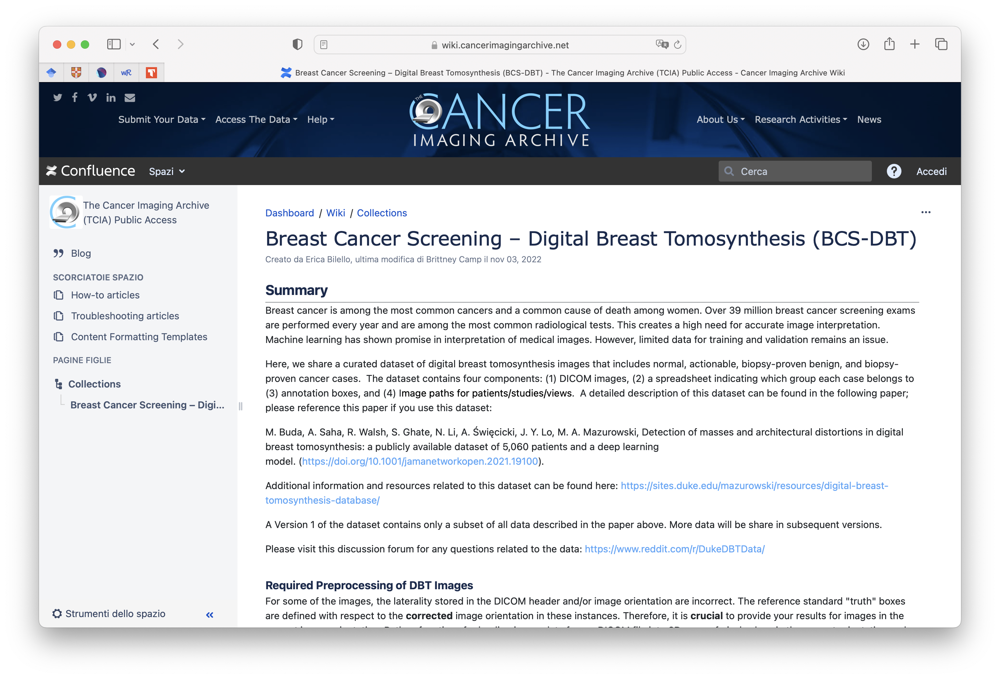 wiki.cancerimagingarchive.net
Breast Cancer Screening – Digital Breast Tomosynthesis (BCS-DBT) - The Cancer Imaging Archive (TCIA) Public Access - Cancer Imaging Archive Wiki
Submit Your Data Access The Data Help
THE CANCER
IMAGING ARCHIVE
About Us Research Activities News
Confluence Spazi
Cerca
Accedi
The Cancer Imaging Archive
(TCIA) Public Access
Blog
SCORCIATOIE SPAZIO
How-to articles
Troubleshooting articles
Content Formatting Templates
PAGINE FIGLIE
Collections
Breast Cancer Screening – Digi...
Strumenti dello spazio
Dashboard / Wiki / Collections
Breast Cancer Screening – Digital Breast Tomosynthesis (BCS-DBT)
Creato da Erica Bilello, ultima modifica di Brittney Camp il nov 03, 2022
Summary
Breast cancer is among the most common cancers and a common cause of death among women. Over 39 million breast cancer screening exams
are performed every year and are among the most common radiological tests. This creates a high need for accurate image interpretation.
Machine learning has shown promise in interpretation of medical images. However, limited data for training and validation remains an issue.
Here, we share a curated dataset of digital breast tomosynthesis images that includes normal, actionable, biopsy-proven benign, and biopsy-
proven cancer cases.  The dataset contains four components: (1) DICOM images, (2) a spreadsheet indicating which group each case belongs to
(3) annotation boxes, and (4) Image paths for patients/studies/views.  A detailed description of this dataset can be found in the following paper;
please reference this paper if you use this dataset:
M. Buda, A. Saha, R. Walsh, S. Ghate, N. Li, A. Święcicki, J. Y. Lo, M. A. Mazurowski, Detection of masses and architectural distortions in digital
breast tomosynthesis: a publicly available dataset of 5,060 patients and a deep learning
model. (https://doi.org/10.1001/jamanetworkopen.2021.19100).
Additional information and resources related to this dataset can be found here: https://sites.duke.edu/mazurowski/resources/digital-breast-
tomosynthesis-database/
A Version 1 of the dataset contains only a subset of all data described in the paper above. More data will be share in subsequent versions.
Please visit this discussion forum for any questions related to the data: https://www.reddit.com/r/DukeDBTData/
Required Preprocessing of DBT Images
For some of the images, the laterality stored in the DICOM header and/or image orientation are incorrect. The reference standard "truth" boxes
are defined with respect to the corrected image orientation in these instances. Therefore, it is crucial to provide your results for images in the